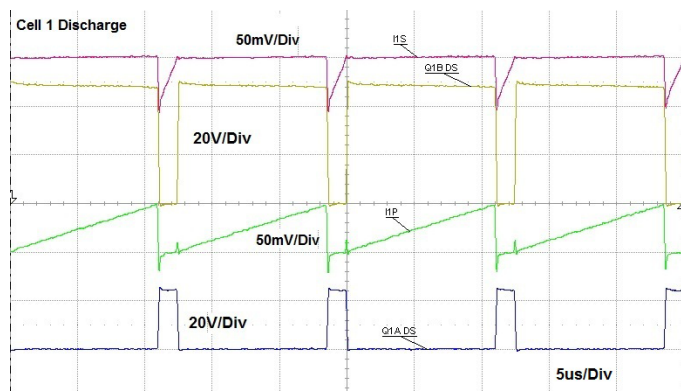 Cell 1 Discharge
50mV/Div
I1S
Q1B DS
20V/Div
I1P
50mV/Div
20V/Div
Q1A DS
5us/Div